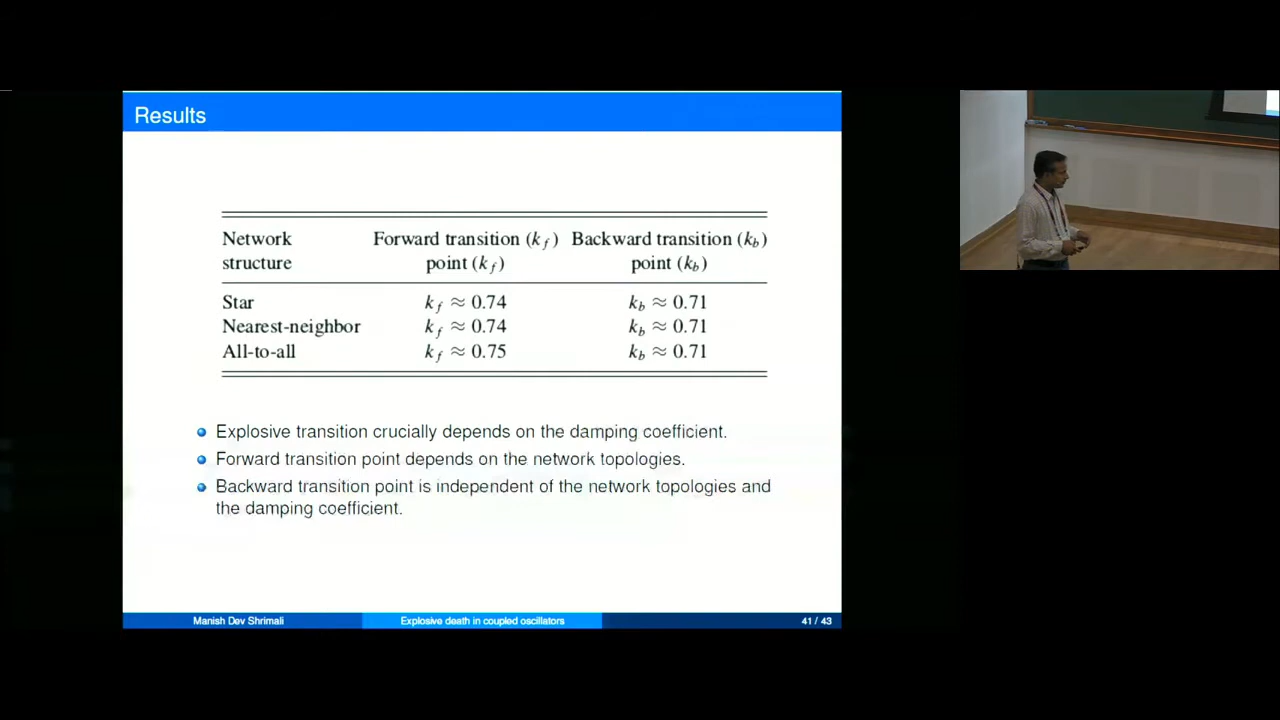 Results
Network Forward transition (k_f) Backward transition (k_b)
structure point (k_f) point (k_b)
Star k_f ≈ 0.74 k_b ≈ 0.71
Nearest-neighbor k_f ≈ 0.74 k_b ≈ 0.71
All-to-all k_f ≈ 0.75 k_b ≈ 0.71
Explosive transition crucially depends on the damping coefficient.
Forward transition point depends on the network topologies.
Backward transition point is independent of the network topologies and
the damping coefficient.
Manish Dev Shrimali Explosive death in coupled oscillators 41 / 43